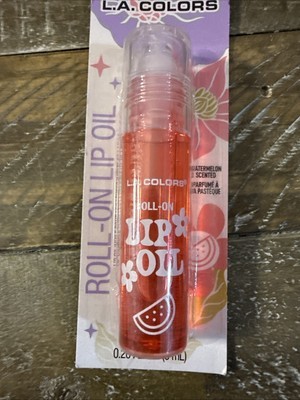 L.A. COLORS
ROLL-ON LIP OIL
WATERMELON
SCENTED
PARFUMÉ À
LA PASTÈQUE
L.A. COLORS
ROLL-ON
LIP
OIL